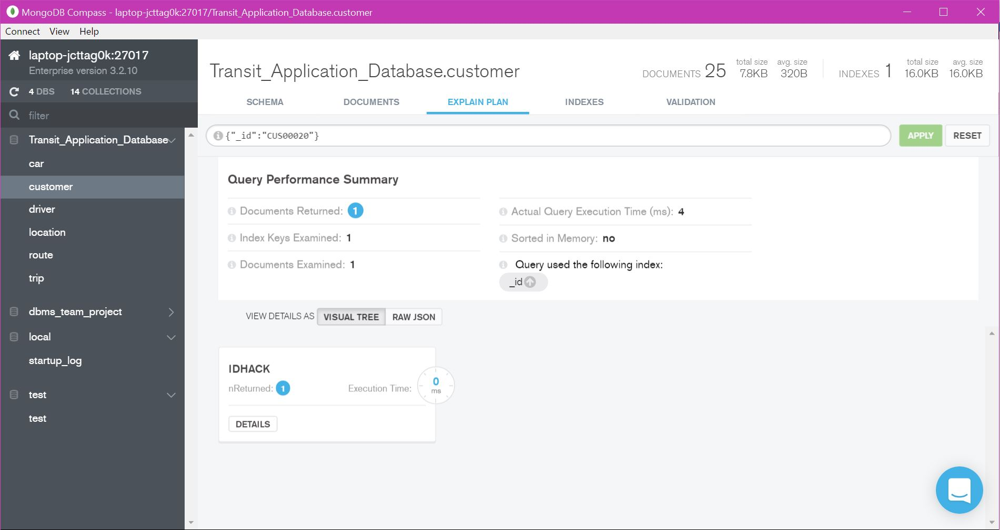 MongoDB Compass - laptop-jcttag0k:27017/Transit_Application_Database.customer
Connect View Help
laptop-jcttag0k:27017
Enterprise version 3.2.10
4 DBS 14 COLLECTIONS
filter
Transit_Application_Database
car
customer
driver
location
route
trip
dbms_team_project
local
startup_log
test
test
Transit_Application_Database.customer
DOCUMENTS 25 total size 7.8KB avg. size 320B
INDEXES 1 total size 16.0KB avg. size 16.0KB
SCHEMA DOCUMENTS EXPLAIN PLAN INDEXES VALIDATION
{"_id":"CUS00020"}
APPLY RESET
Query Performance Summary
Documents Returned: 1
Index Keys Examined: 1
Documents Examined: 1
Actual Query Execution Time (ms): 4
Sorted in Memory: no
Query used the following index:
_id
VIEW DETAILS AS VISUAL TREE RAW JSON
IDHACK
nReturned: 1 Execution Time: 0 ms
DETAILS